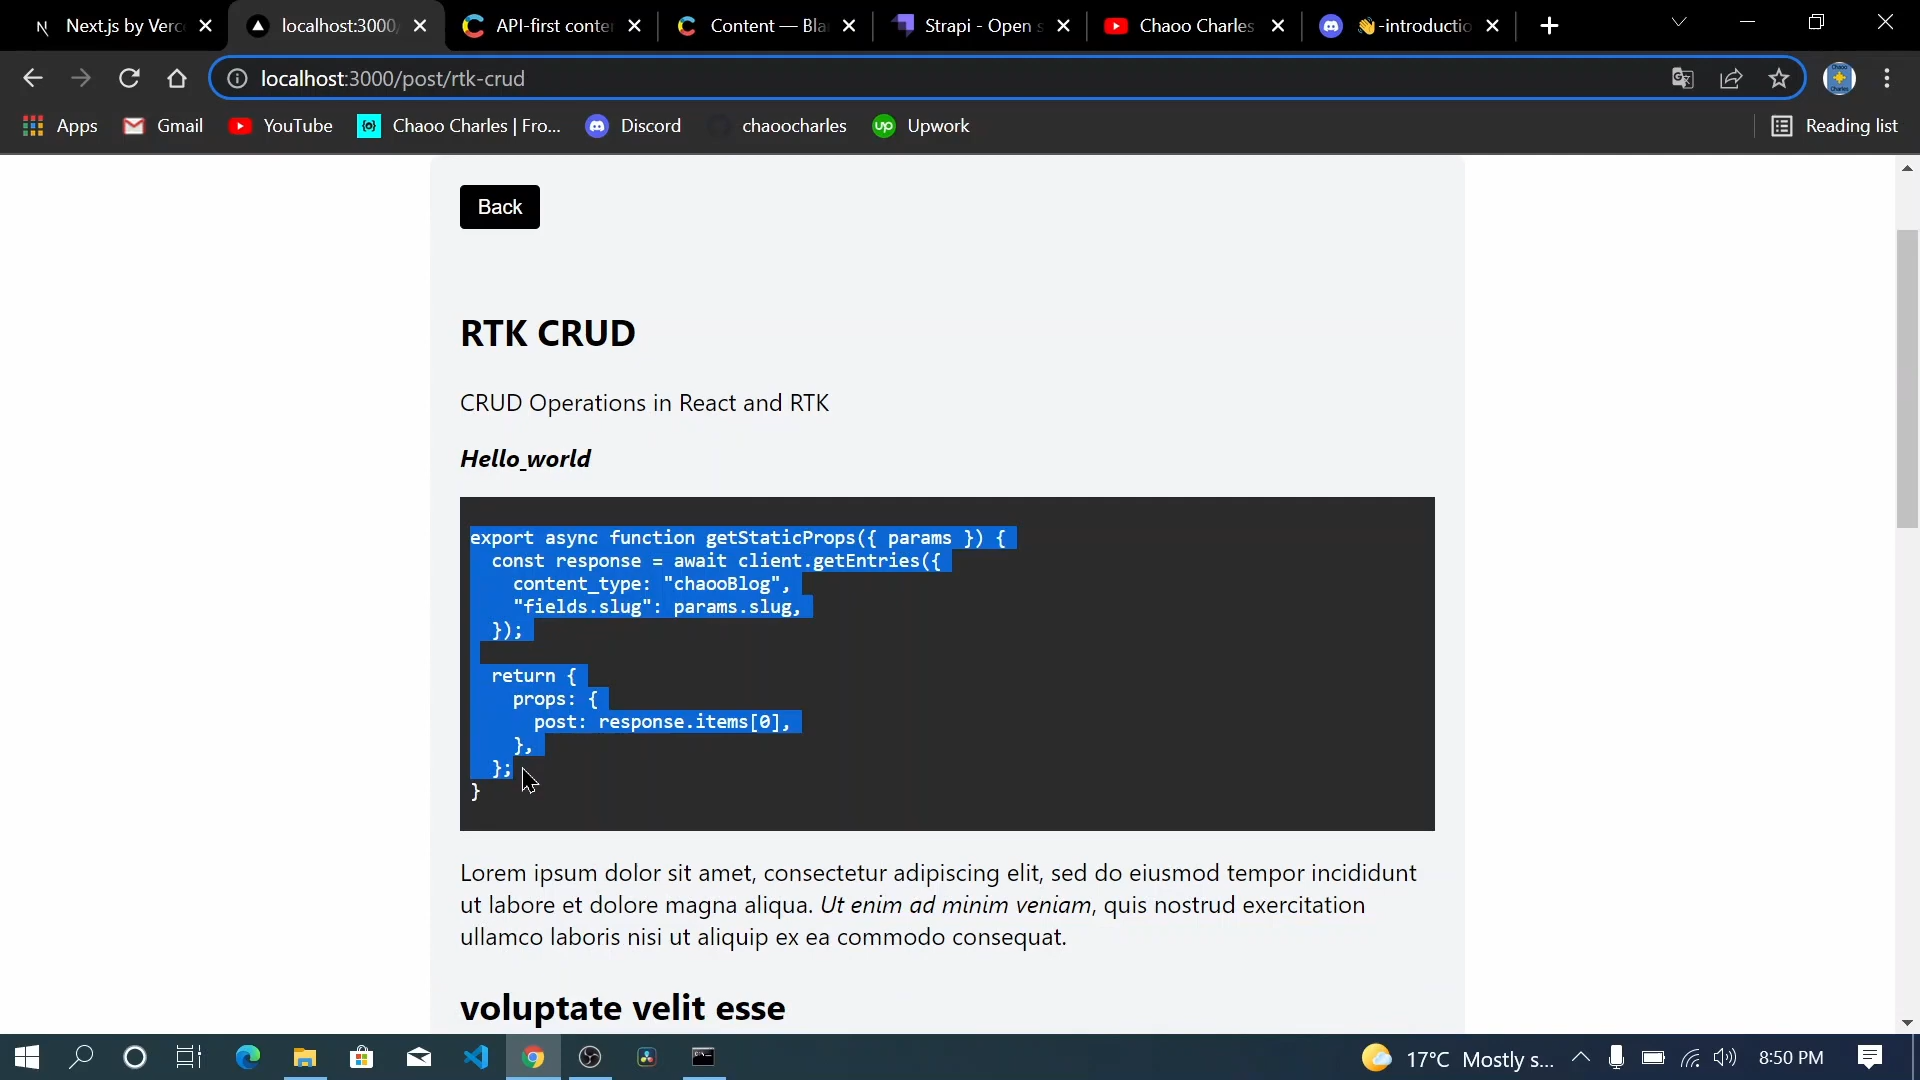 Next.js by Verc
localhost:3000/
API-first conte
Content — Bla
Strapi - Open s
Chaoo Charles
👋-introductio
localhost:3000/post/rtk-crud
Apps
Gmail
YouTube
Chaoo Charles | Fro...
Discord
chaoocharles
Upwork
Reading list
Back
RTK CRUD
CRUD Operations in React and RTK
Hello_world
export async function getStaticProps({ params }) {
  const response = await client.getEntries({
    content_type: "chaooBlog",
    "fields.slug": params.slug,
  });
  return {
    props: {
      post: response.items[0],
    },
  };
}
Lorem ipsum dolor sit amet, consectetur adipiscing elit, sed do eiusmod tempor incididunt
ut labore et dolore magna aliqua. Ut enim ad minim veniam, quis nostrud exercitation
ullamco laboris nisi ut aliquip ex ea commodo consequat.
voluptate velit esse
17°C Mostly s...
8:50 PM